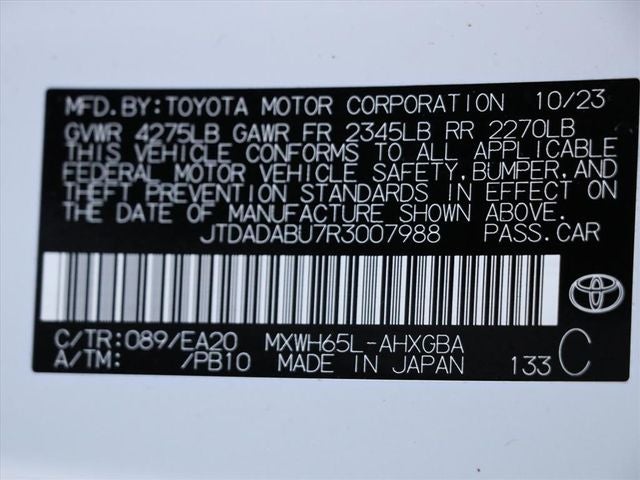 MFD.BY:TOYOTA MOTOR CORPORATION 10/23
GVWR 4275LB GAWR FR 2345LB RR 2270LB
THIS VEHICLE CONFORMS TO ALL APPLICABLE
FEDERAL MOTOR VEHICLE SAFETY,BUMPER,AND
THEFT PREVENTION STANDARDS IN EFFECT ON
THE DATE OF MANUFACTURE SHOWN ABOVE.
JTDADABU7R3007988 PASS.CAR
C/TR:089/EA20 MXWH65L-AHXGBA
A/TM: /PB10 MADE IN JAPAN 133 C